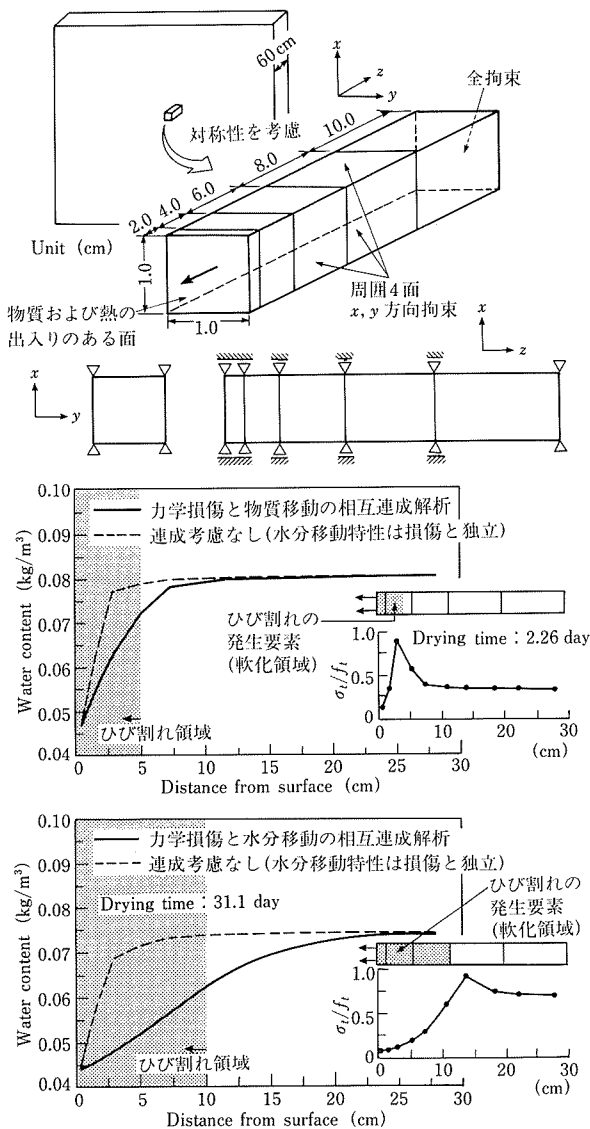 60cm
x
z
y
全拘束
対称性を考慮
10.0
8.0
6.0
4.0
2.0
Unit (cm)
1.0
1.0
周囲4面
x, y 方向拘束
物質および熱の
出入りのある面
x
y
x
z
0.10
0.09
0.08
0.07
0.06
0.05
0.04
Water content (kg/m³)
力学損傷と物質移動の相互連成解析
連成考慮なし(水分移動特性は損傷と独立)
ひび割れの
発生要素
(軟化領域)
Drying time：2.26 day
1.0
0.5
0
σt/ft
0 10 20 30
(cm)
ひび割れ領域
0 5 10 15 20 25 30
Distance from surface (cm)
0.10
0.09
0.08
0.07
0.06
0.05
0.04
Water content (kg/m³)
力学損傷と水分移動の相互連成解析
連成考慮なし(水分移動特性は損傷と独立)
Drying time：31.1 day
ひび割れの
発生要素
(軟化領域)
1.0
0.5
0
σt/ft
0 10 20 30
(cm)
ひび割れ領域
0 5 10 15 20 25 30
Distance from surface (cm)